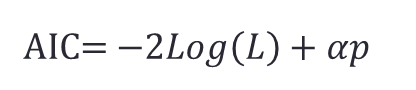 AIC= −2Log(L) + αp